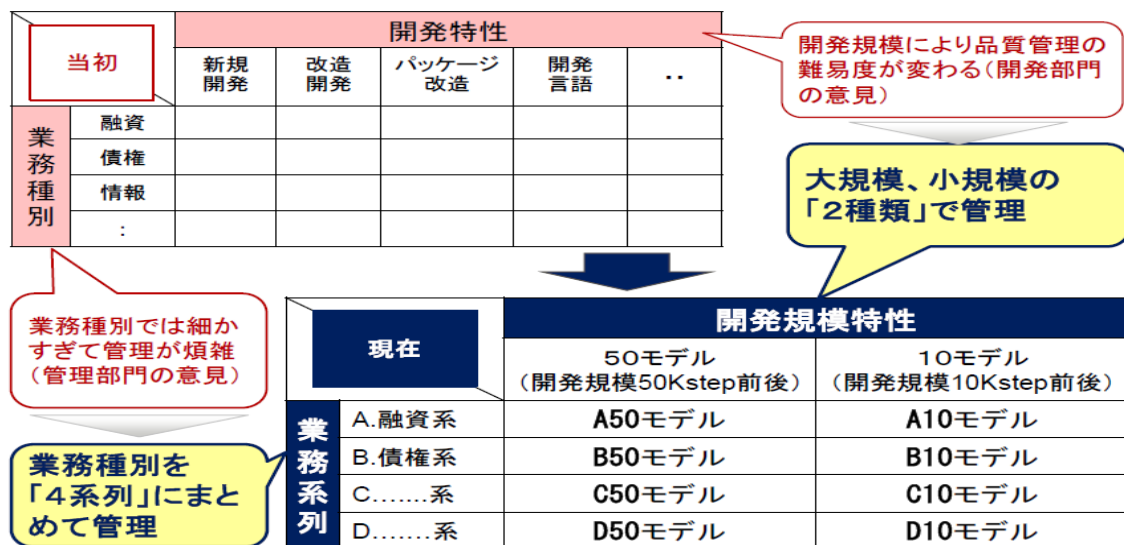 当初
開発特性
新規
開発
改造
開発
パッケージ
改造
開発
言語
‥
業務種別
融資
債権
情報
:
開発規模により品質管理の
難易度が変わる(開発部門
の意見)
大規模、小規模の
「2種類」で管理
業務種別では細か
すぎて管理が煩雑
(管理部門の意見)
業務種別を
「4系列」にまと
めて管理
現在
開発規模特性
50モデル
(開発規模50Kstep前後)
10モデル
(開発規模10Kstep前後)
業務系列
A.融資系 A50モデル A10モデル
B.債権系 B50モデル B10モデル
C.......系 C50モデル C10モデル
D.......系 D50モデル D10モデル